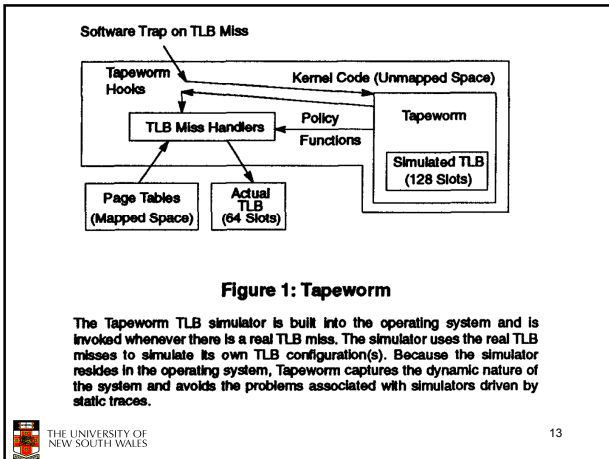 Software Trap on TLB Miss
Tapeworm
Hooks
Kernel Code (Unmapped Space)
Tapeworm
TLB Miss Handlers
Policy
Functions
Simulated TLB
(128 Slots)
Page Tables
(Mapped Space)
Actual
TLB
(64 Slots)
Figure 1: Tapeworm
The Tapeworm TLB simulator is built into the operating system and is
invoked whenever there is a real TLB miss. The simulator uses the real TLB
misses to simulate its own TLB configuration(s). Because the simulator
resides in the operating system, Tapeworm captures the dynamic nature of
the system and avoids the problems associated with simulators driven by
static traces.
THE UNIVERSITY OF
NEW SOUTH WALES
13